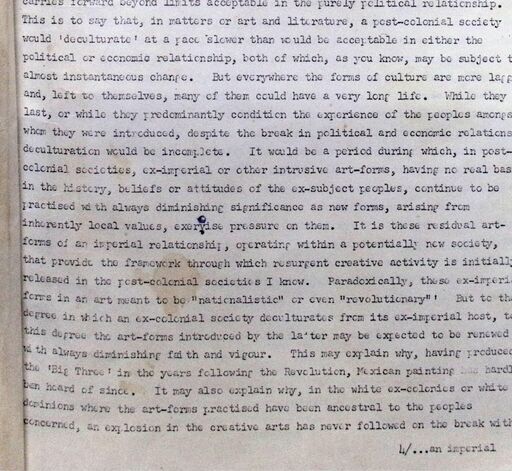 carries forward beyond limits acceptable in the purely political relationship.
This is to say that, in matters or art and literature, a post-colonial society
would 'deculturate' at a pace slower than would be acceptable in either the
political or economic relationship, both of which, as you know, may be subject t
almost instantaneous change. But everywhere the forms of culture are more lagg
and, left to themselves, many of them could have a very long life. While they
last, or while they predominantly condition the experience of the peoples amongs
whom they were introduced, despite the break in political and economic relations
deculturation would be incomplete. It would be a period during which, in post-
colonial societies, ex-imperial or other intrusive art-forms, having no real bas
in the history, beliefs or attitudes of the ex-subject peoples, continue to be
practised with always diminishing significance as new forms, arising from
inherently local values, exercise pressure on them. It is these residual art-
forms of an imperial relationship, operating within a potentially new society,
that provide the framework through which resurgent creative activity is initiall
released in the post-colonial societies I know. Paradoxically, these ex-imperia
forms in an art meant to be "nationalistic" or even "revolutionary"' But to the
degree in which an ex-colonial society deculturates from its ex-imperial host, to
this degree the art-forms introduced by the latter may be expected to be renewed
with always diminishing faith and vigour. This may explain why, having produced
the 'Big Three' in the years following the Revolution, Mexican painting has hardl
been heard of since. It may also explain why, in the white ex-colonies or white
dominions where the art-forms practised have been ancestral to the peoples
concerned, an explosion in the creative arts has never followed on the break with
4/...an imperial